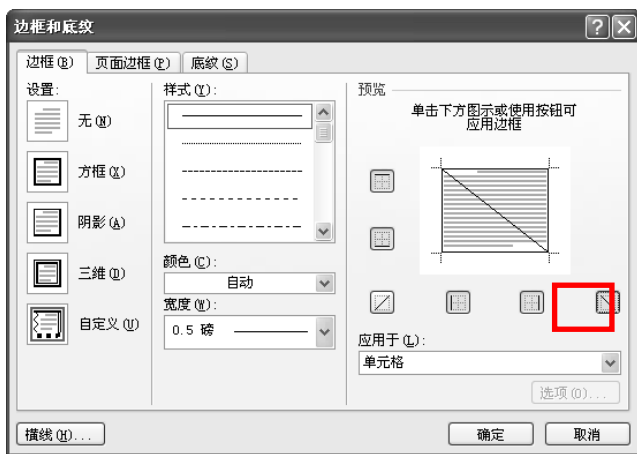 边框和底纹
边框(B) 页面边框(P) 底纹(S)
设置:
无(N)
方框(X)
阴影(A)
三维(D)
自定义(U)
样式(Y):
颜色(C):
自动
宽度(W):
0.5 磅
预览
单击下方图示或使用按钮可
应用边框
应用于(L):
单元格
选项(O)...
横线(H)...
确定
取消